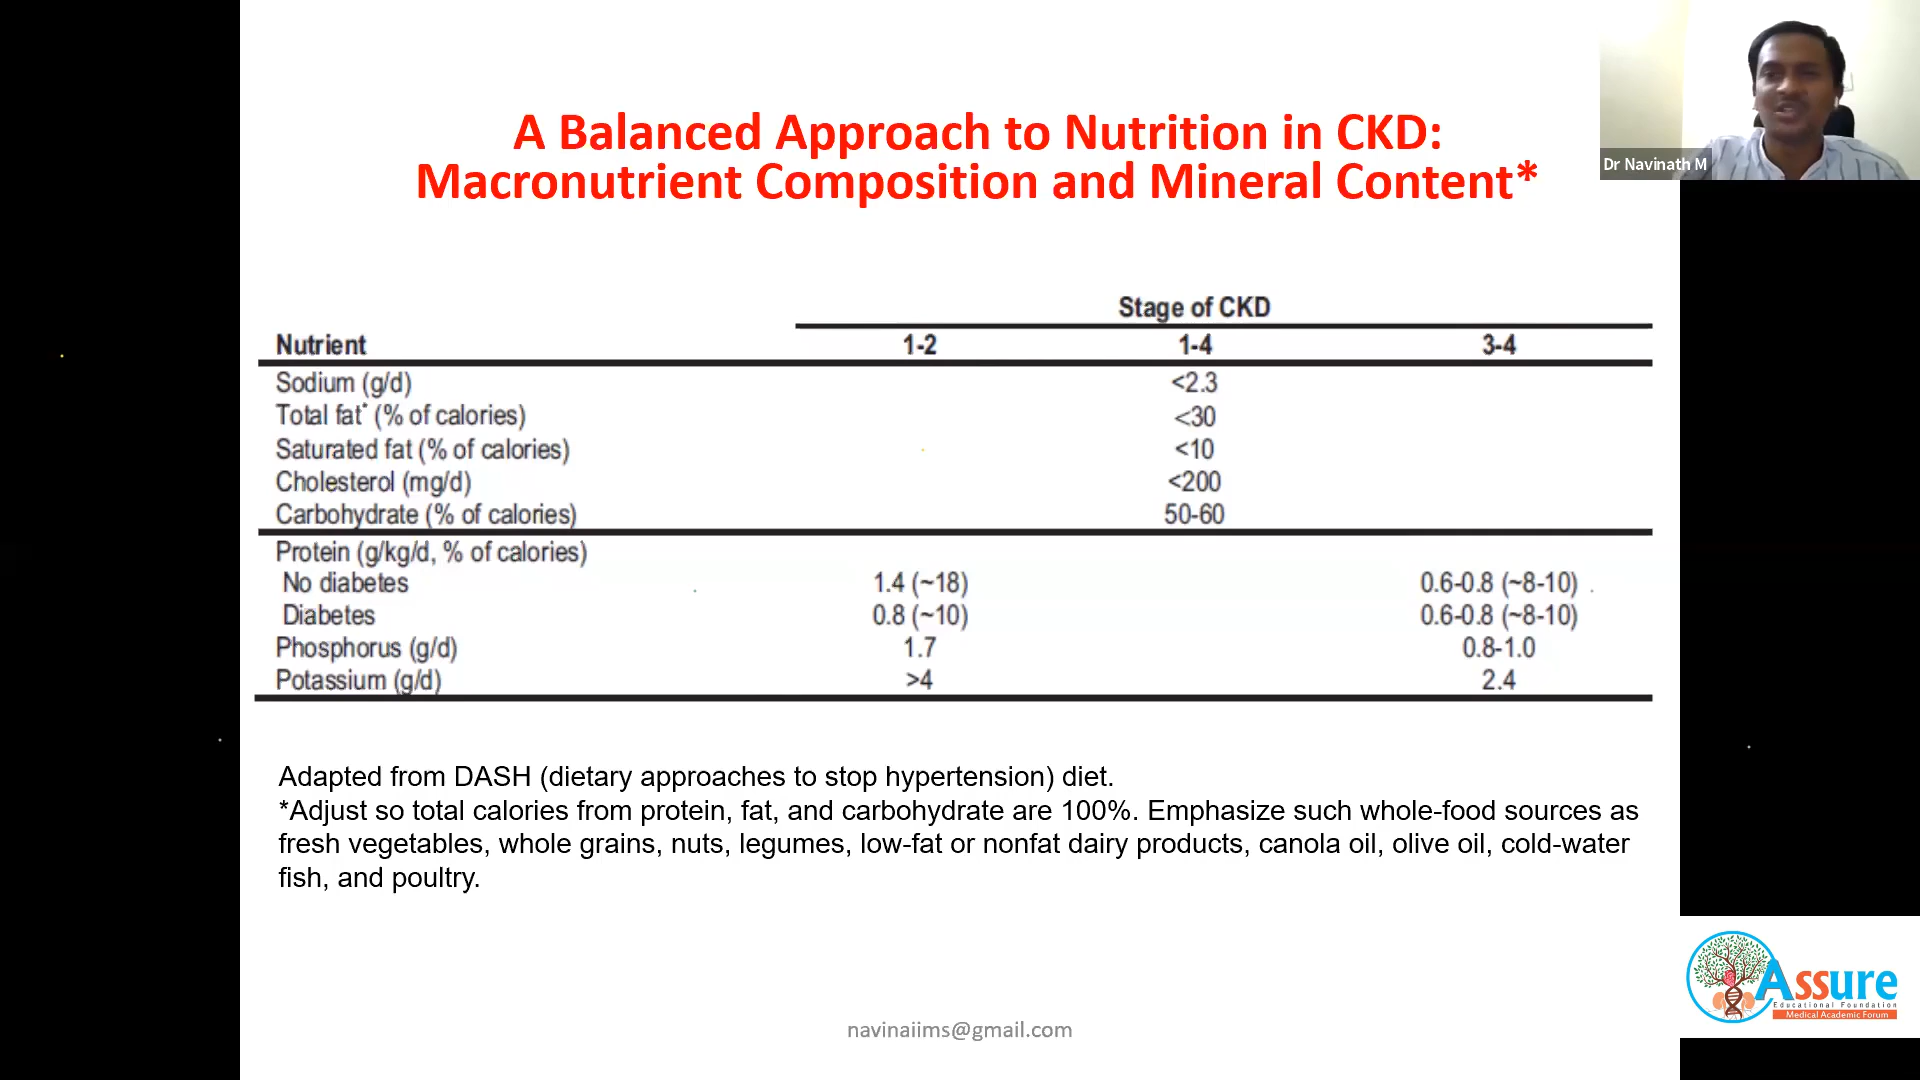 A Balanced Approach to Nutrition in CKD:
Macronutrient Composition and Mineral Content*
Dr Navinath M
Stage of CKD
Nutrient 1-2 1-4 3-4
Sodium (g/d) <2.3
Total fat* (% of calories) <30
Saturated fat (% of calories) <10
Cholesterol (mg/d) <200
Carbohydrate (% of calories) 50-60
Protein (g/kg/d, % of calories)
No diabetes 1.4 (~18) 0.6-0.8 (~8-10)
Diabetes 0.8 (~10) 0.6-0.8 (~8-10)
Phosphorus (g/d) 1.7 0.8-1.0
Potassium (g/d) >4 2.4
Adapted from DASH (dietary approaches to stop hypertension) diet.
*Adjust so total calories from protein, fat, and carbohydrate are 100%. Emphasize such whole-food sources as
fresh vegetables, whole grains, nuts, legumes, low-fat or nonfat dairy products, canola oil, olive oil, cold-water
fish, and poultry.
Assure
Educational Foundation
Medical Academic Forum
navinaiims@gmail.com